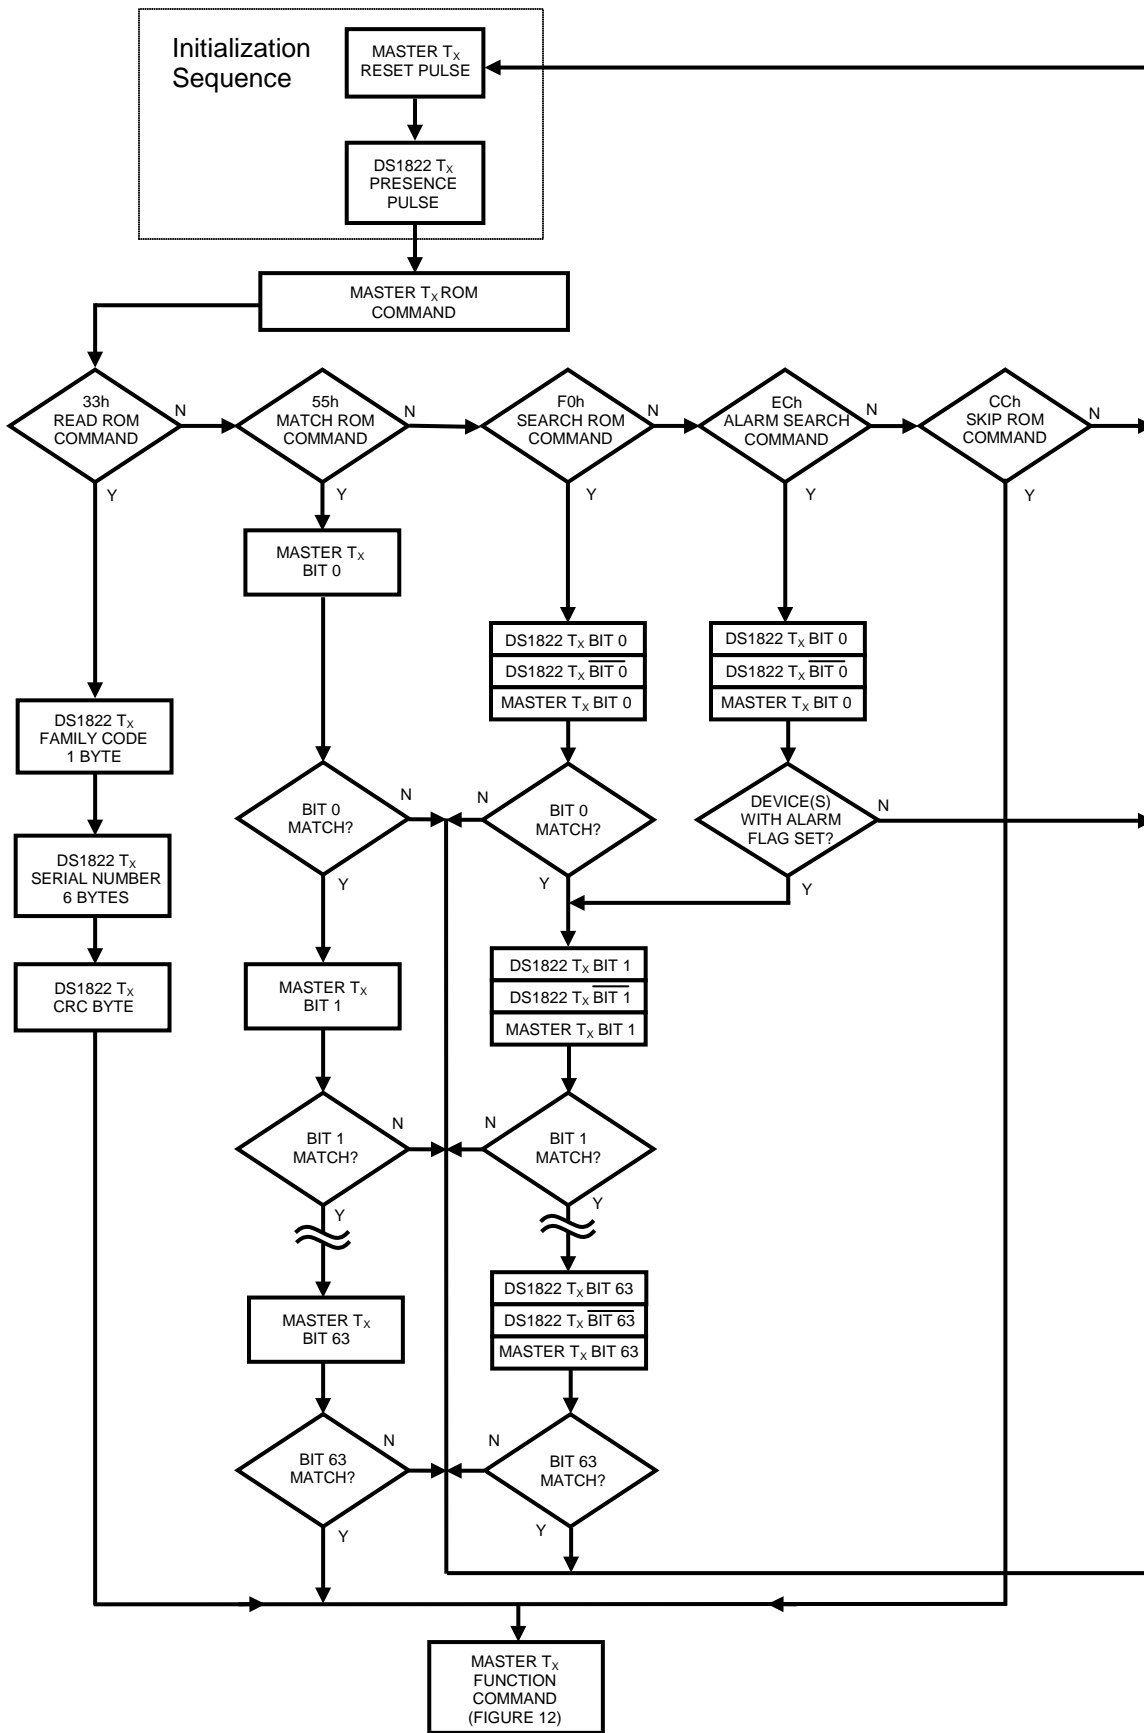 Initialization
Sequence
MASTER TX
RESET PULSE
DS1822 TX
PRESENCE
PULSE
MASTER TX ROM
COMMAND
33h
READ ROM
COMMAND
N
Y
55h
MATCH ROM
COMMAND
N
Y
F0h
SEARCH ROM
COMMAND
N
Y
ECh
ALARM SEARCH
COMMAND
N
Y
CCh
SKIP ROM
COMMAND
N
Y
MASTER TX
BIT 0
DS1822 TX BIT 0
DS1822 TX BIT 0
MASTER TX BIT 0
DS1822 TX BIT 0
DS1822 TX BIT 0
MASTER TX BIT 0
DS1822 TX
FAMILY CODE
1 BYTE
DS1822 TX
SERIAL NUMBER
6 BYTES
DS1822 TX
CRC BYTE
BIT 0
MATCH?
N
Y
BIT 0
MATCH?
N
Y
DEVICE(S)
WITH ALARM
FLAG SET?
N
Y
MASTER TX
BIT 1
DS1822 TX BIT 1
DS1822 TX BIT 1
MASTER TX BIT 1
BIT 1
MATCH?
N
Y
BIT 1
MATCH?
N
Y
MASTER TX
BIT 63
DS1822 TX BIT 63
DS1822 TX BIT 63
MASTER TX BIT 63
BIT 63
MATCH?
N
Y
BIT 63
MATCH?
N
Y
MASTER TX
FUNCTION
COMMAND
(FIGURE 12)